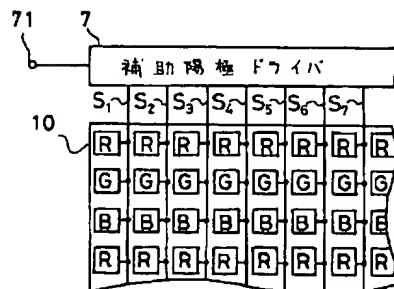 71
7
補助陽極ドライバ
S₁ S₂ S₃ S₄ S₅ S₆ S₇
10
R R R R R R R R
G G G G G G G G
B B B B B B B B
R R R R R R R R